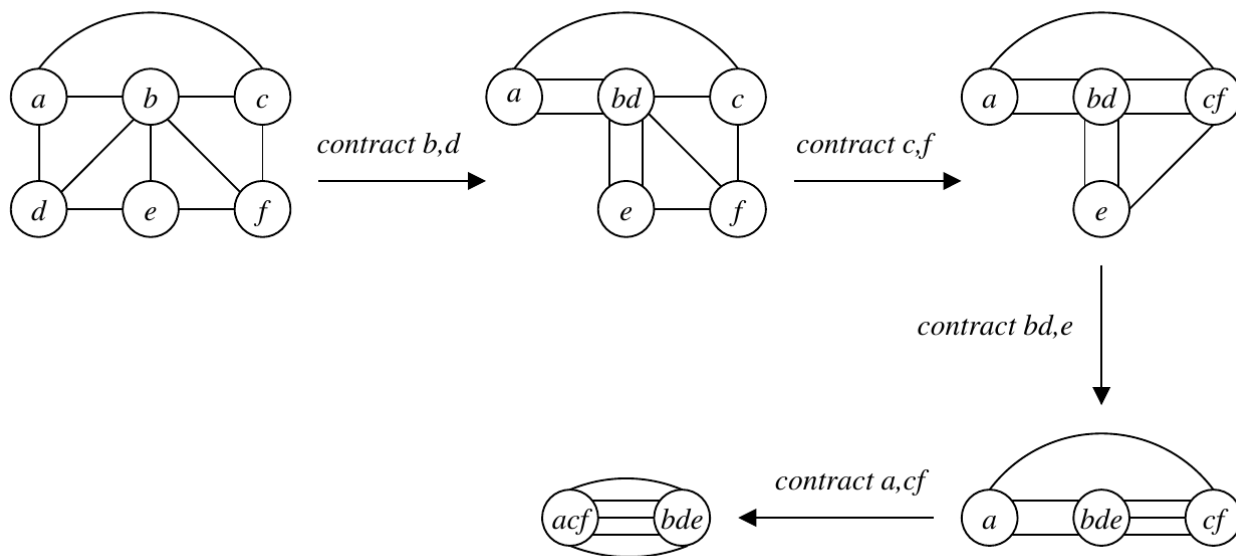 a b c
d e f
contract b,d
a bd c
e f
contract c,f
a bd cf
e
contract bd,e
a bde cf
contract a,cf
acf bde